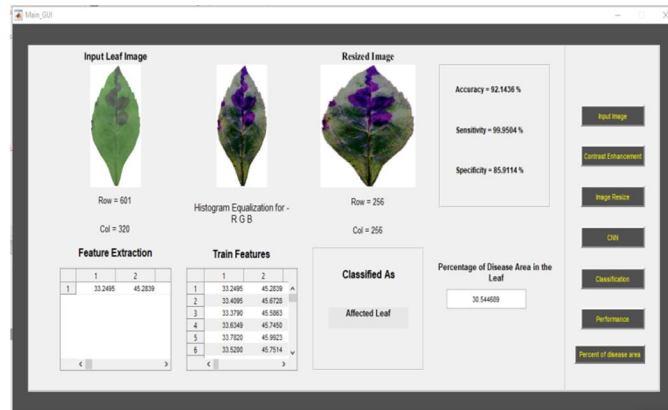 Main_GUI
Input Leaf Image
Resized Image
Row = 601
Col = 320
Histogram Equalization for -
R G B
Row = 256
Col = 256
Accuracy = 92.1436 %
Sensitivity = 99.9504 %
Specificity = 85.9114 %
Feature Extraction
1 2
1 33.2495 45.2839
Train Features
1 2
1 33.2495 45.2839
2 33.4095 45.6728
3 33.3790 45.5863
4 33.6349 45.7450
5 33.7820 45.9923
6 33.5200 45.7514
Classified As
Affected Leaf
Percentage of Disease Area in the
Leaf
30.544689
Input Image
Contrast Enhancement
Image Resize
CNN
Classification
Performance
Percent of disease area